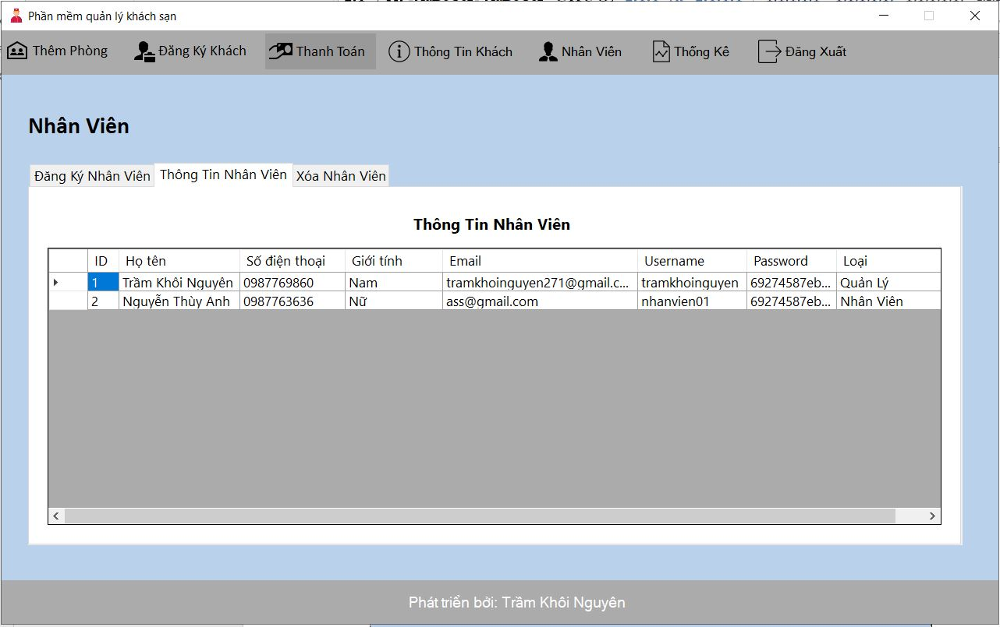 Phần mềm quản lý khách sạn
Thêm Phòng Đăng Ký Khách Thanh Toán Thông Tin Khách Nhân Viên Thống Kê Đăng Xuất
Nhân Viên
Đăng Ký Nhân Viên Thông Tin Nhân Viên Xóa Nhân Viên
Thông Tin Nhân Viên
ID Họ tên Số điện thoại Giới tính Email Username Password Loại
1 Trầm Khôi Nguyên 0987769860 Nam tramkhoinguyen271@gmail.c... tramkhoinguyen 69274587eb... Quản Lý
2 Nguyễn Thùy Anh 0987763636 Nữ ass@gmail.com nhanvien01 69274587eb... Nhân Viên
Phát triển bởi: Trầm Khôi Nguyên